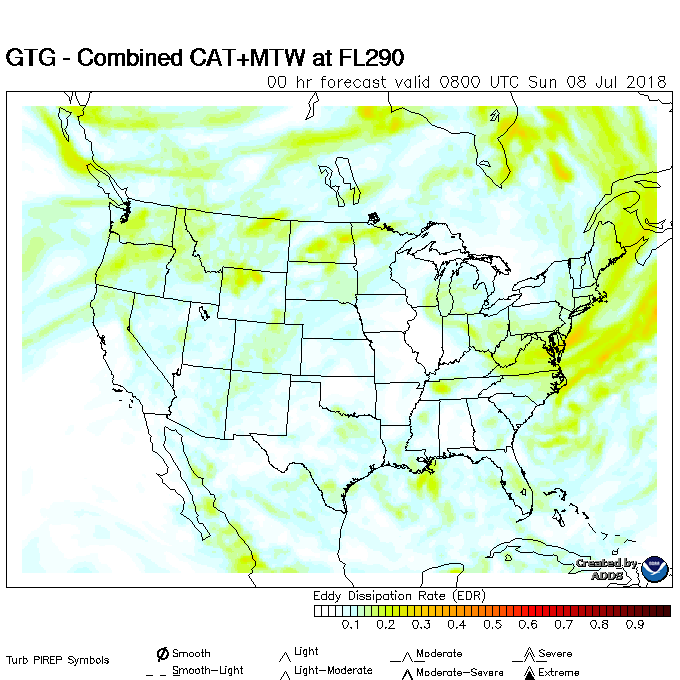 GTG - Combined CAT+MTW at FL290
00 hr forecast valid 0800 UTC Sun 08 Jul 2018
Created by
ADDS
Eddy Dissipation Rate (EDR)
0.1 0.2 0.3 0.4 0.5 0.6 0.7 0.8 0.9
Turb PIREP Symbols
Smooth Light Moderate Severe
Smooth-Light Light-Moderate Moderate-Severe Extreme